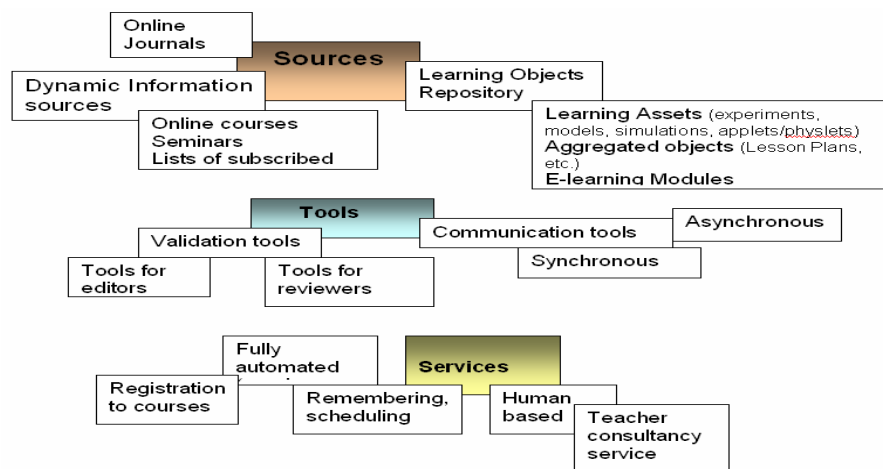 Online
Journals
Sources
Dynamic Information
sources
Learning Objects
Repository
Online courses
Seminars
Lists of subscribed
Learning Assets (experiments,
models, simulations, applets/physlets)
Aggregated objects (Lesson Plans,
etc.)
E-learning Modules
Tools
Validation tools
Communication tools
Asynchronous
Synchronous
Tools for
editors
Tools for
reviewers
Fully
automated
Services
Registration
to courses
Remembering,
scheduling
Human
based
Teacher
consultancy
service